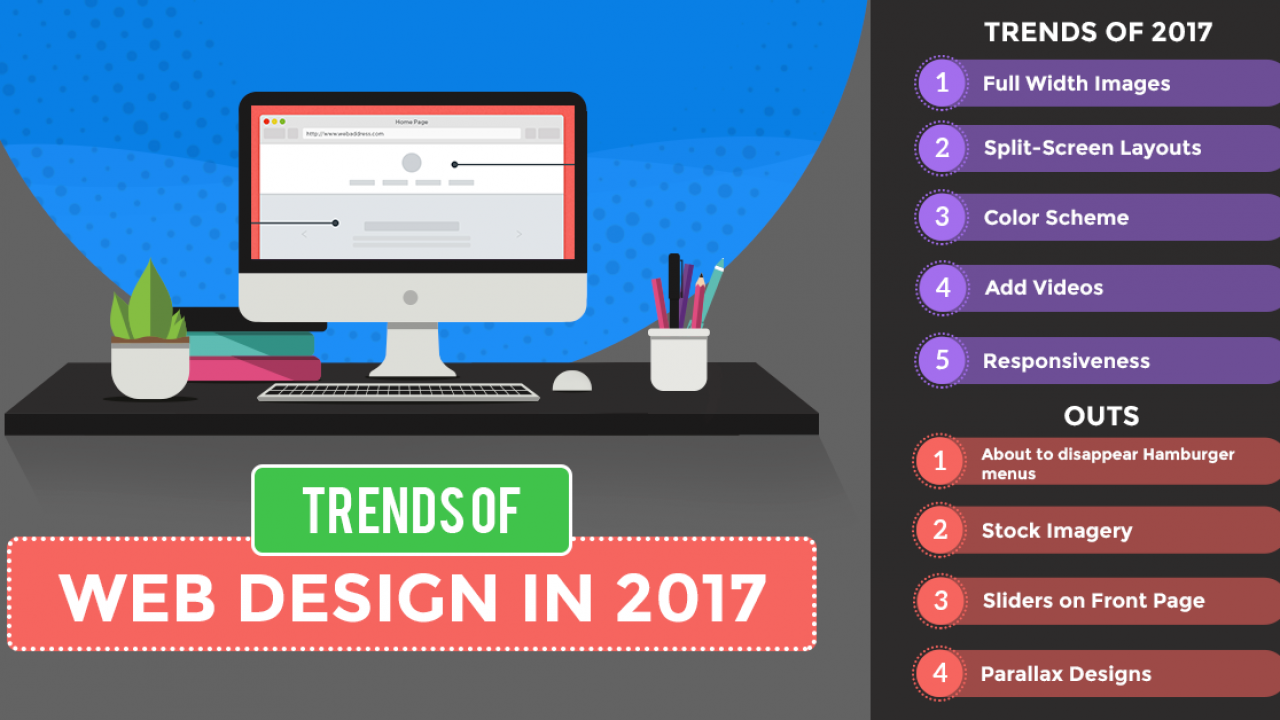 Home Page
http://www.webaddress.com
TRENDS OF
WEB DESIGN IN 2017
TRENDS OF 2017
1 Full Width Images
2 Split-Screen Layouts
3 Color Scheme
4 Add Videos
5 Responsiveness
OUTS
1 About to disappear Hamburger
menus
2 Stock Imagery
3 Sliders on Front Page
4 Parallax Designs